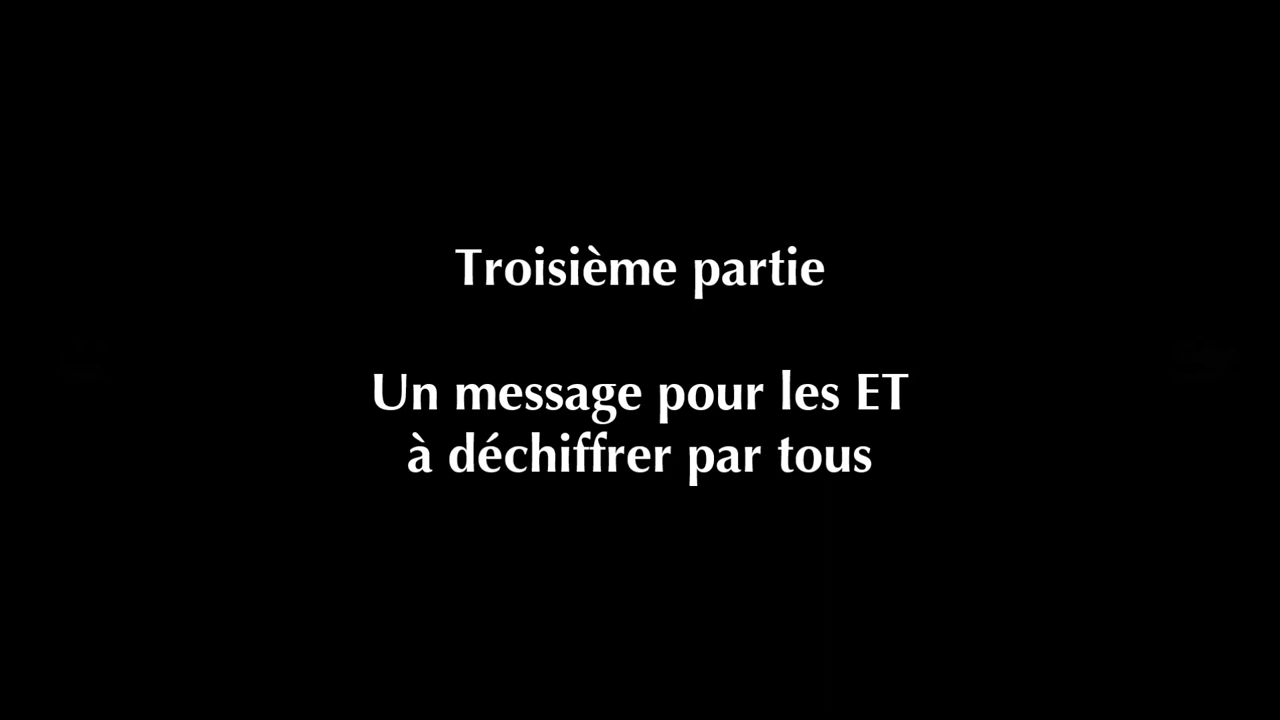 Troisième partie
Un message pour les ET
à déchiffrer par tous